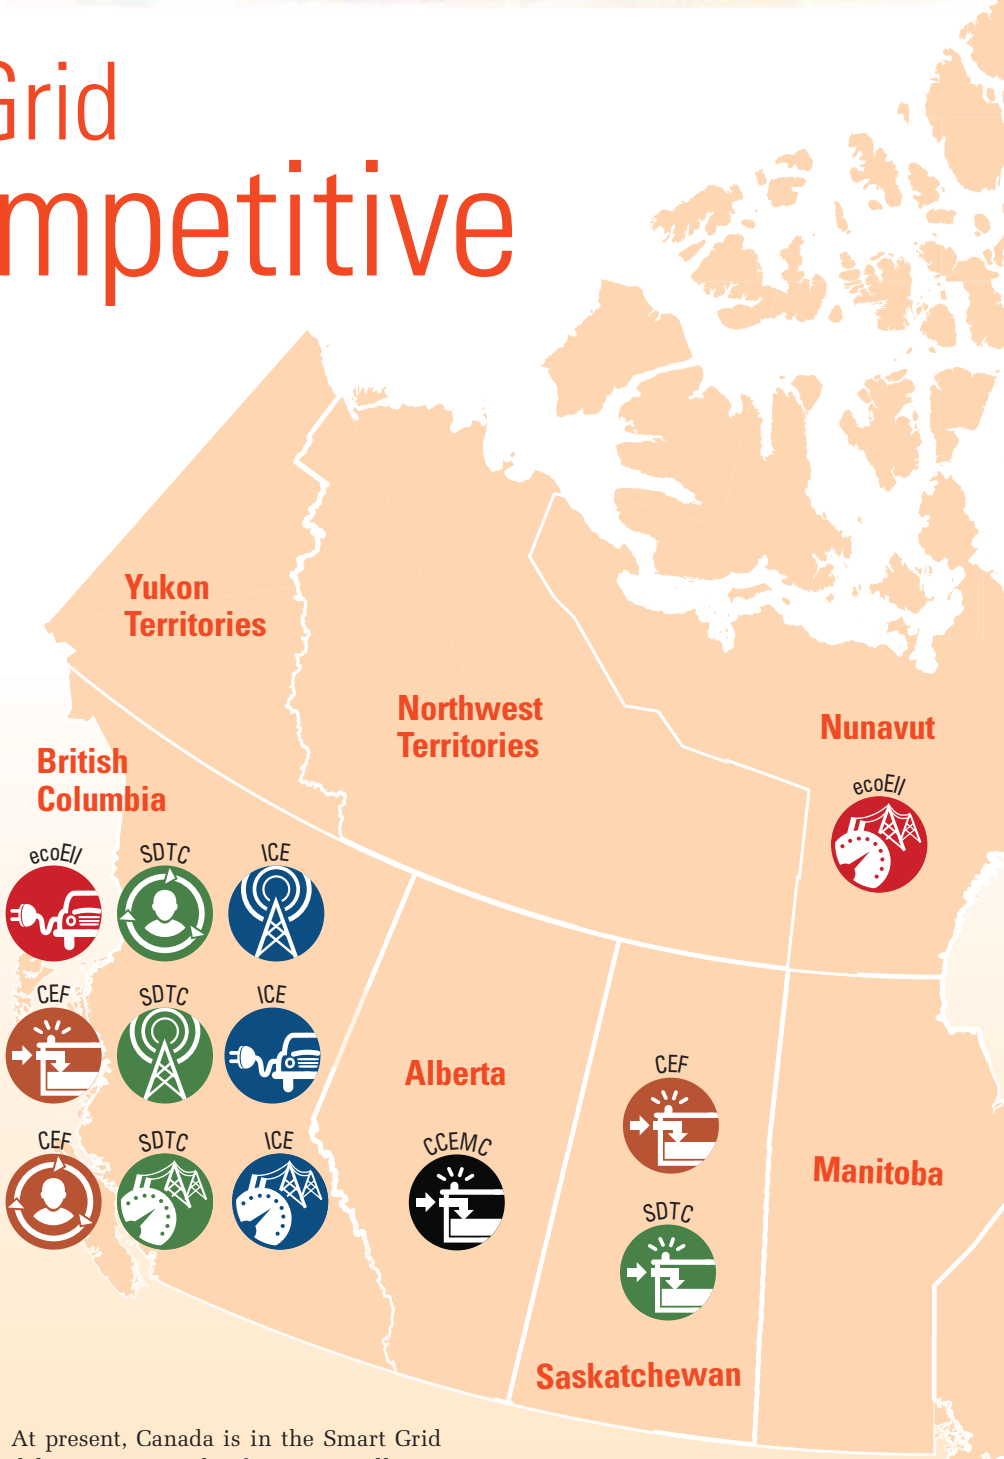 Grid
mpetitive
Yukon
Territories
Northwest
Territories
Nunavut
ecoEII
British
Columbia
ecoEII SDTC ICE
CEF SDTC ICE
CEF SDTC ICE
Alberta
CCEMC
CEF
SDTC
Manitoba
Saskatchewan
At present, Canada is in the Smart Grid